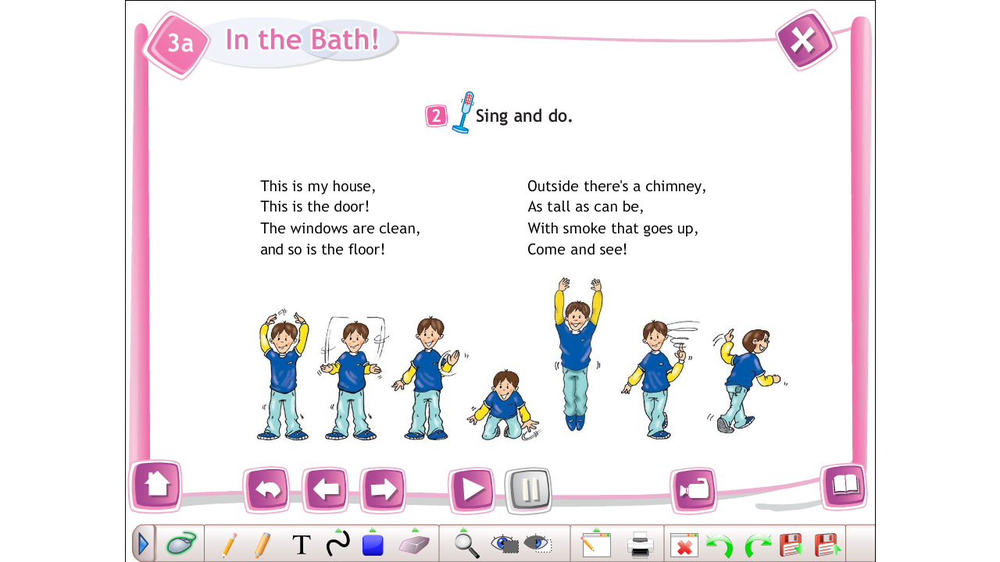 3a
In the Bath!
2 Sing and do.
This is my house,
This is the door!
The windows are clean,
and so is the floor!
Outside there's a chimney,
As tall as can be,
With smoke that goes up,
Come and see!
T